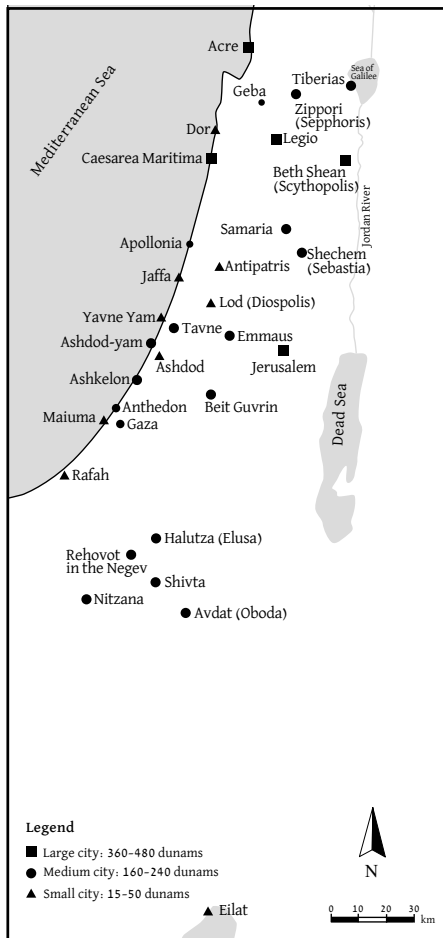 Acre
Mediterranean Sea
Sea of
Galilee
Tiberias
Geba
Zippori
(Sepphoris)
Dor
Legio
Caesarea Maritima
Beth Shean
(Scythopolis)
Jordan River
Samaria
Apollonia
Shechem
(Sebastia)
Antipatris
Jaffa
Lod (Diospolis)
Yavne Yam
Tavne
Emmaus
Ashdod-yam
Ashdod
Jerusalem
Ashkelon
Dead Sea
Anthedon
Beit Guvrin
Maiuma
Gaza
Rafah
Halutza (Elusa)
Rehovot
in the Negev
Shivta
Nitzana
Avdat (Oboda)
Legend
Large city: 360-480 dunams
Medium city: 160-240 dunams
Small city: 15-50 dunams
N
Eilat
0 10 20 30
km